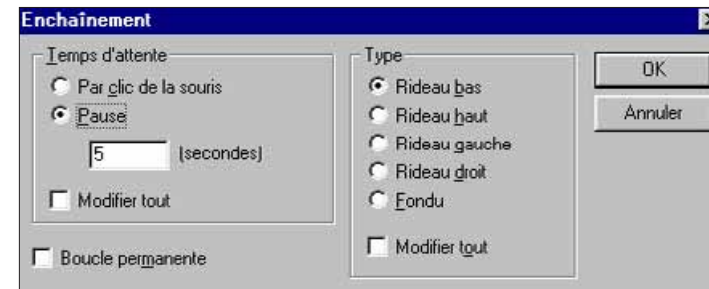 Enchaînement
Temps d'attente
Par clic de la souris
Pause
5 (secondes)
Modifier tout
Boucle permanente
Type
Rideau bas
Rideau haut
Rideau gauche
Rideau droit
Fondu
Modifier tout
OK
Annuler